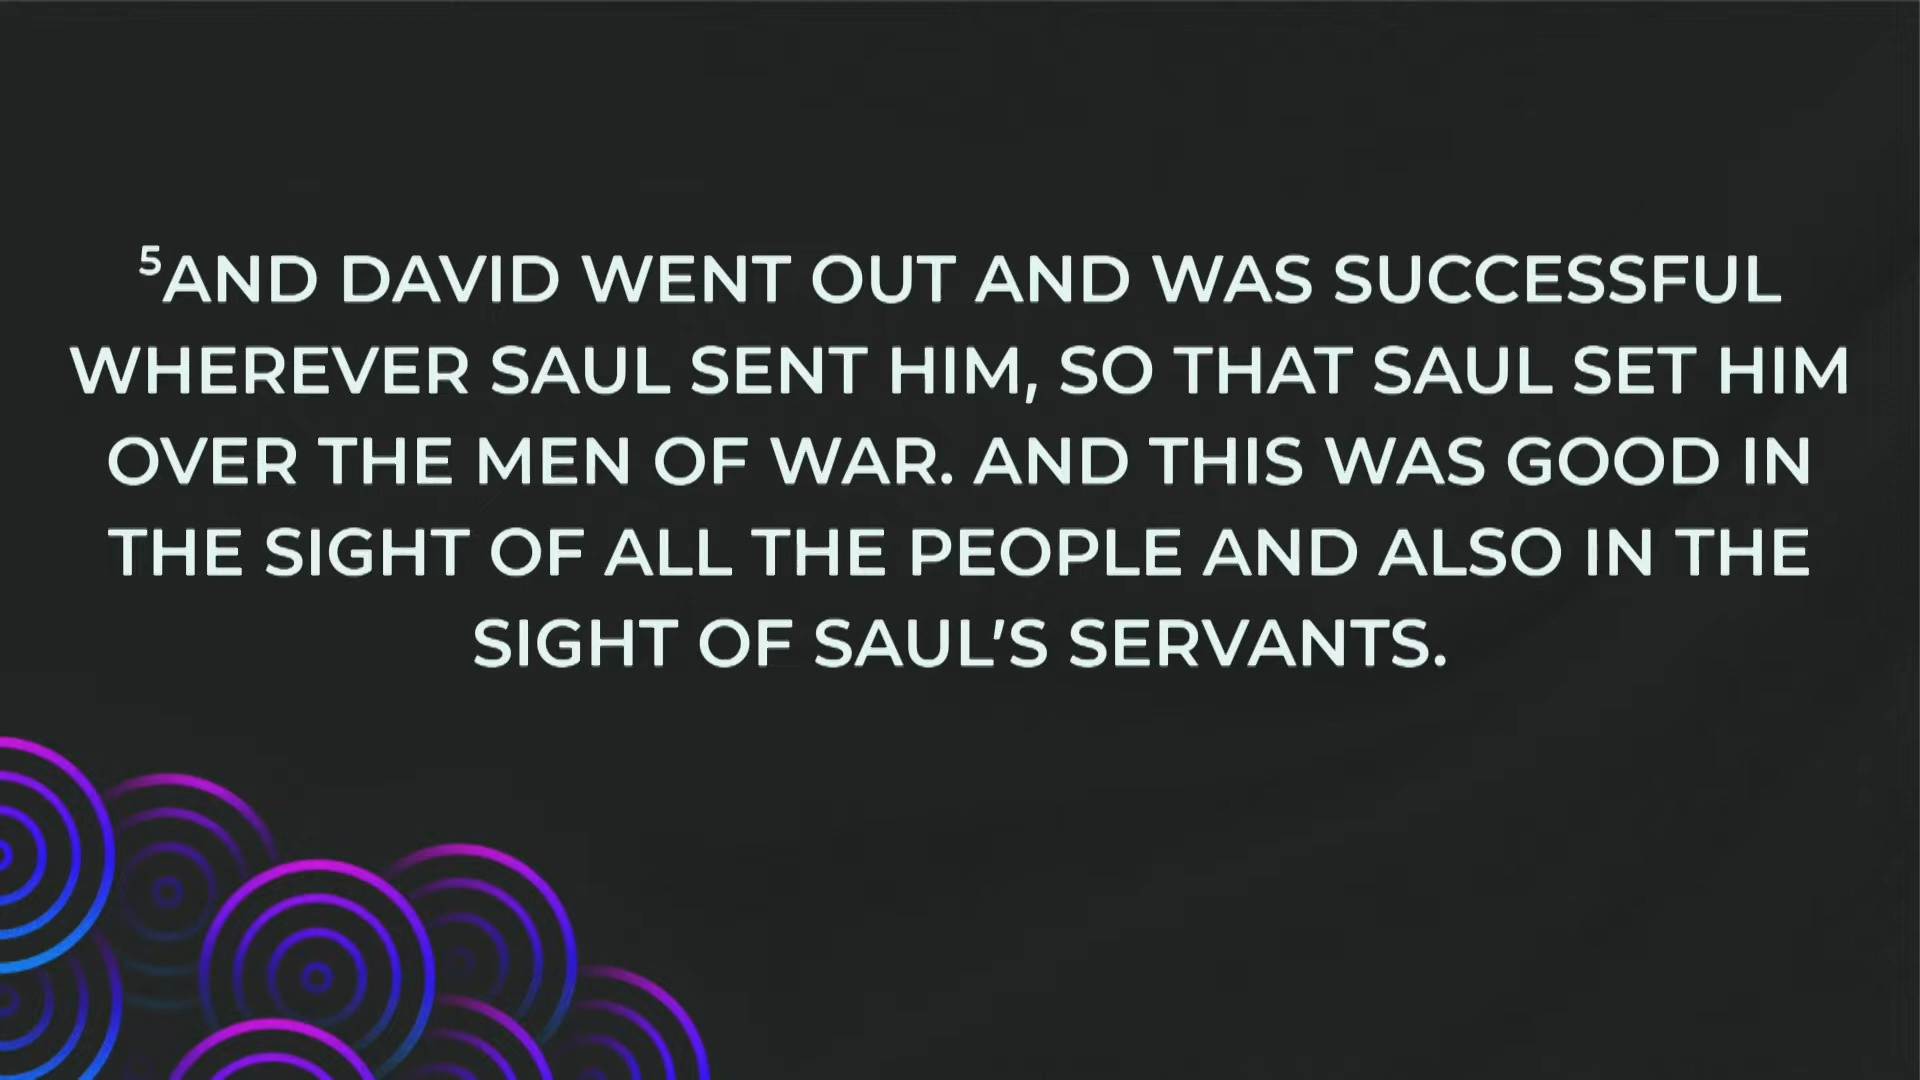 ⁵AND DAVID WENT OUT AND WAS SUCCESSFUL
WHEREVER SAUL SENT HIM, SO THAT SAUL SET HIM
OVER THE MEN OF WAR. AND THIS WAS GOOD IN
THE SIGHT OF ALL THE PEOPLE AND ALSO IN THE
SIGHT OF SAUL’S SERVANTS.